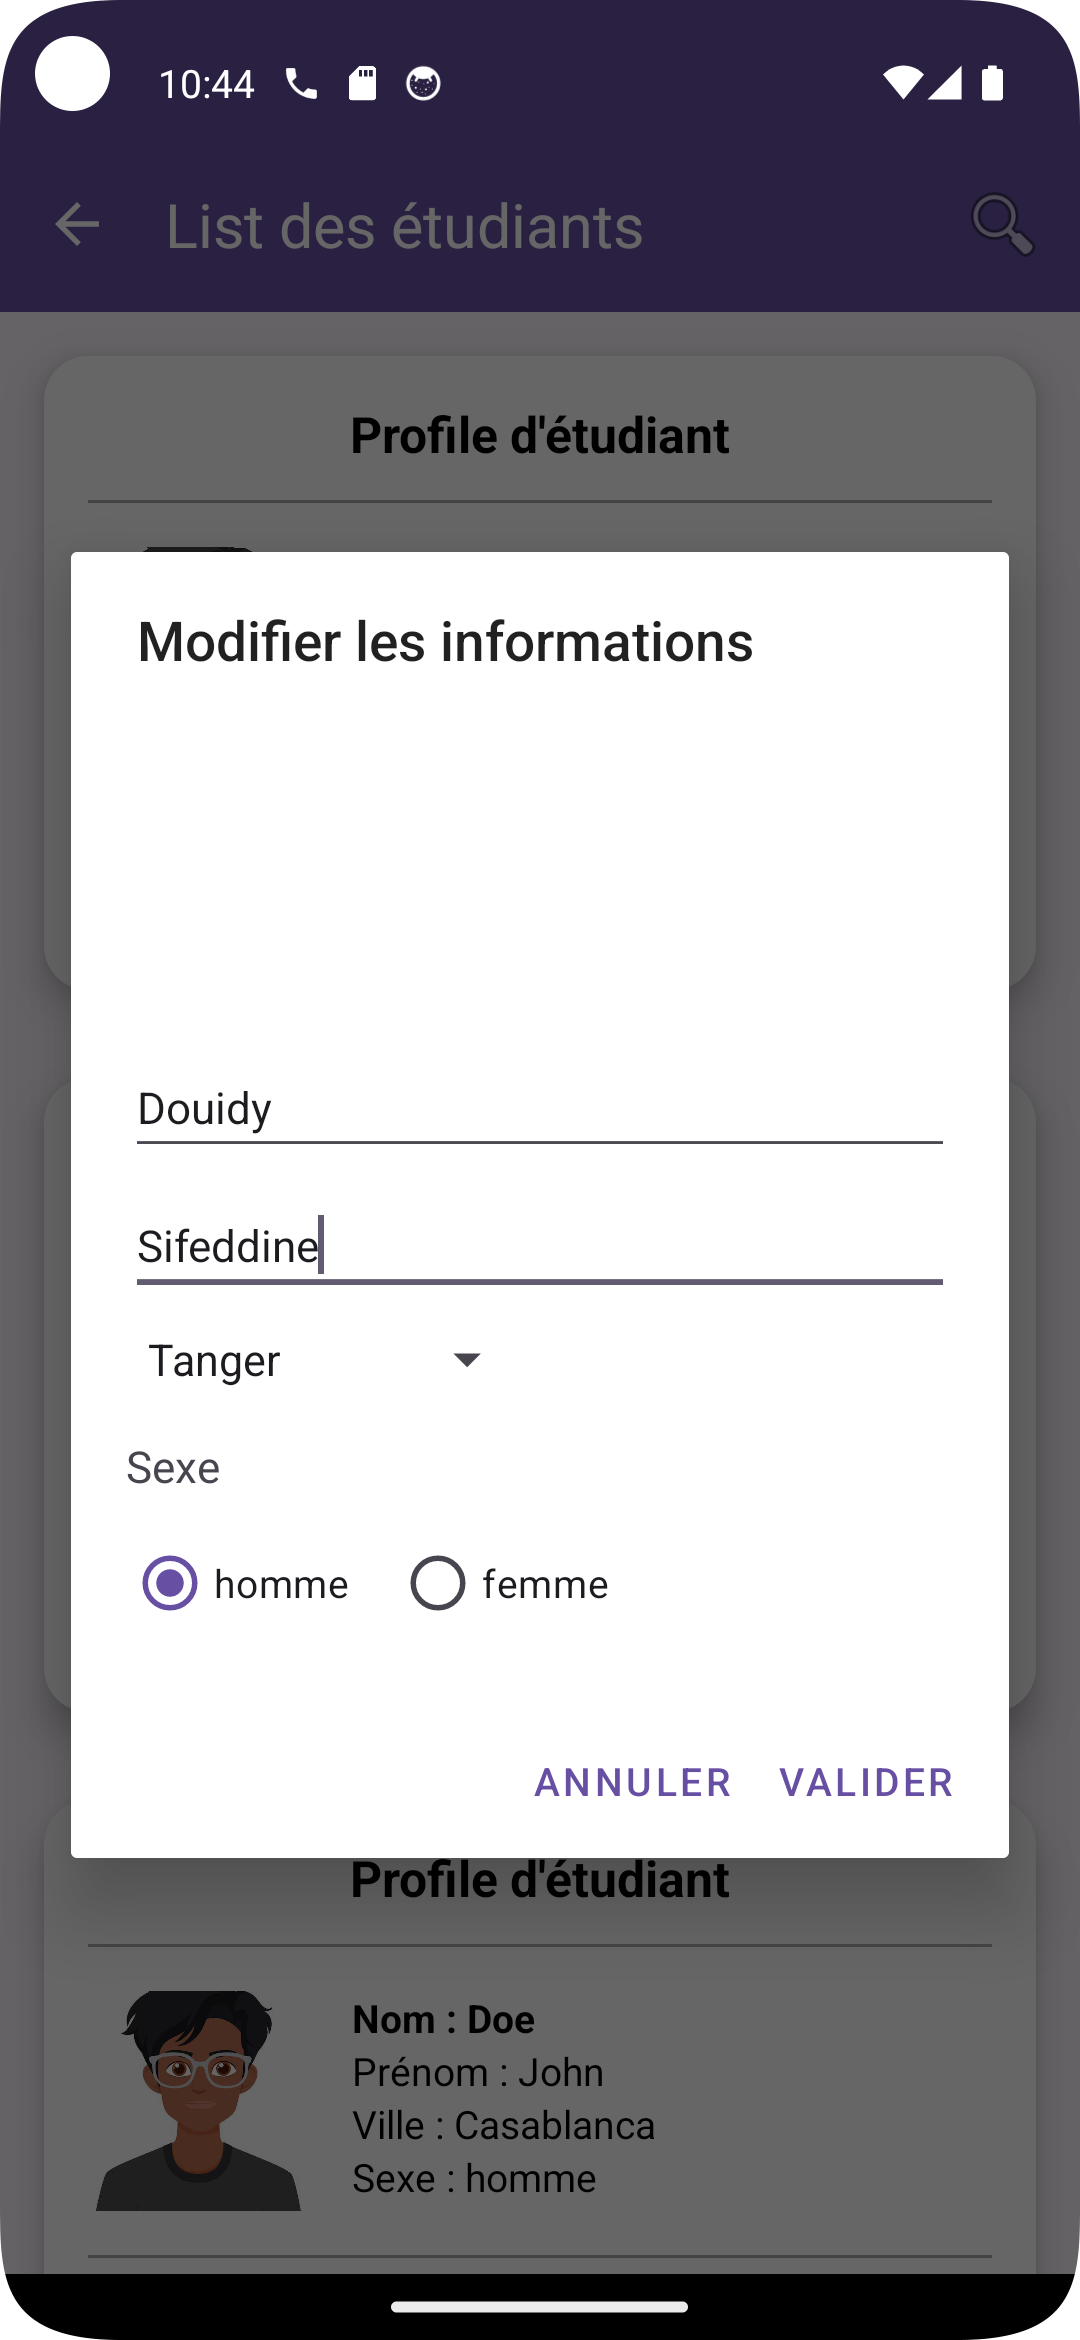 10:44
List des étudiants
Profile d'étudiant
Modifier les informations
Douidy
Sifeddine
Tanger
Sexe
homme femme
ANNULER VALIDER
Profile d'étudiant
Nom : Doe
Prénom : John
Ville : Casablanca
Sexe : homme